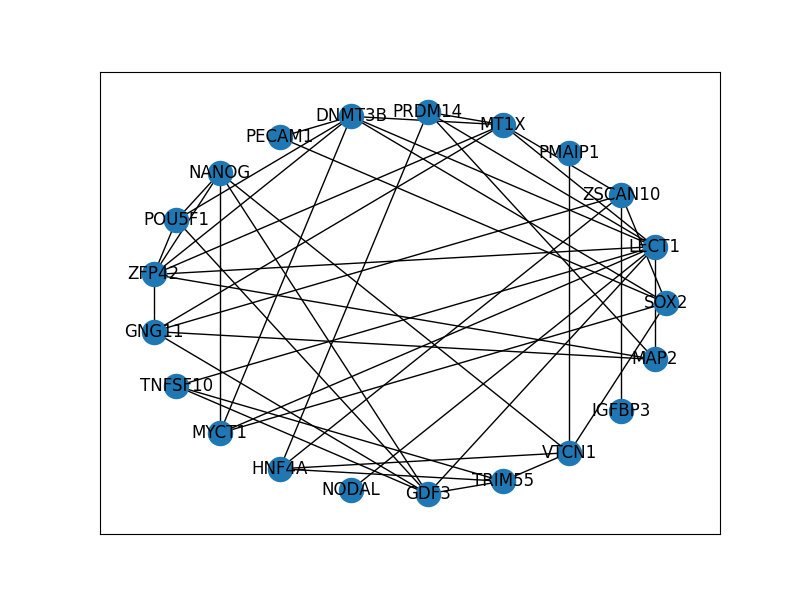 DNMT3B
PRDM14
PECAM1
MT1X
PMAIP1
NANOG
ZSCAN10
POU5F1
LECT1
ZFP42
SOX2
GNG11
MAP2
TNFSF10
IGFBP3
MYCT1
VTCN1
HNF4A
TRIM55
NODAL
GDF3